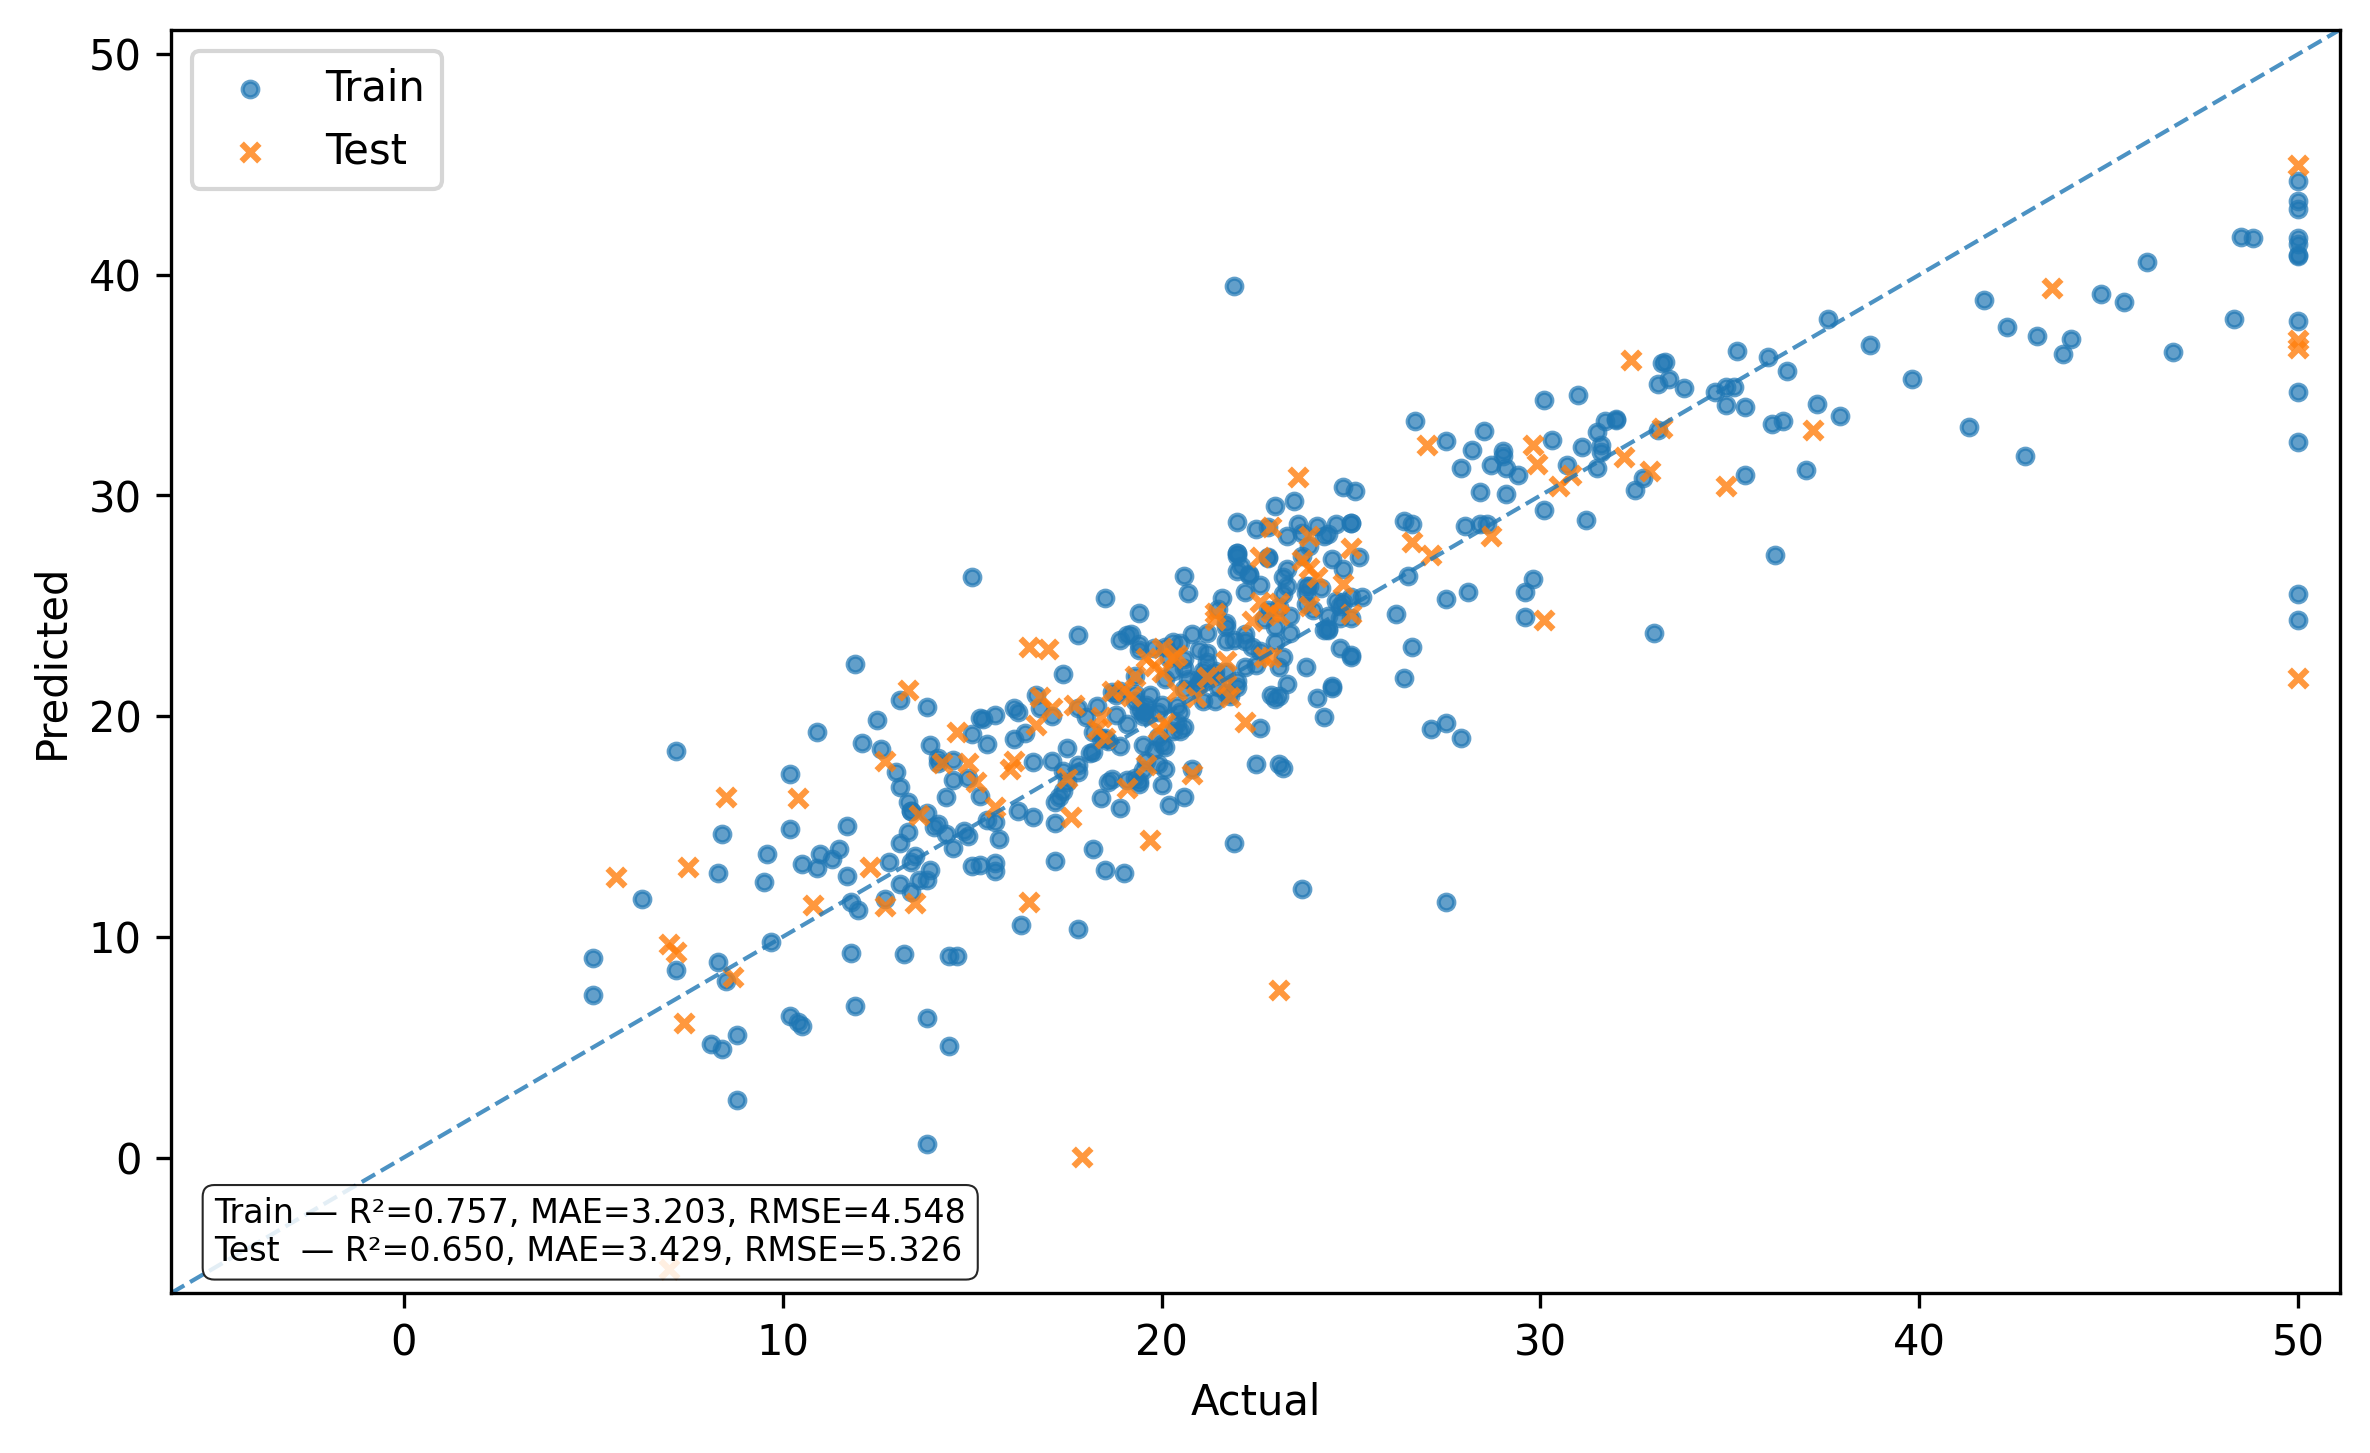 Train
Test
50
40
30
20
10
0
Predicted
Train — R²=0.757, MAE=3.203, RMSE=4.548
Test — R²=0.650, MAE=3.429, RMSE=5.326
0 10 20 30 40 50
Actual